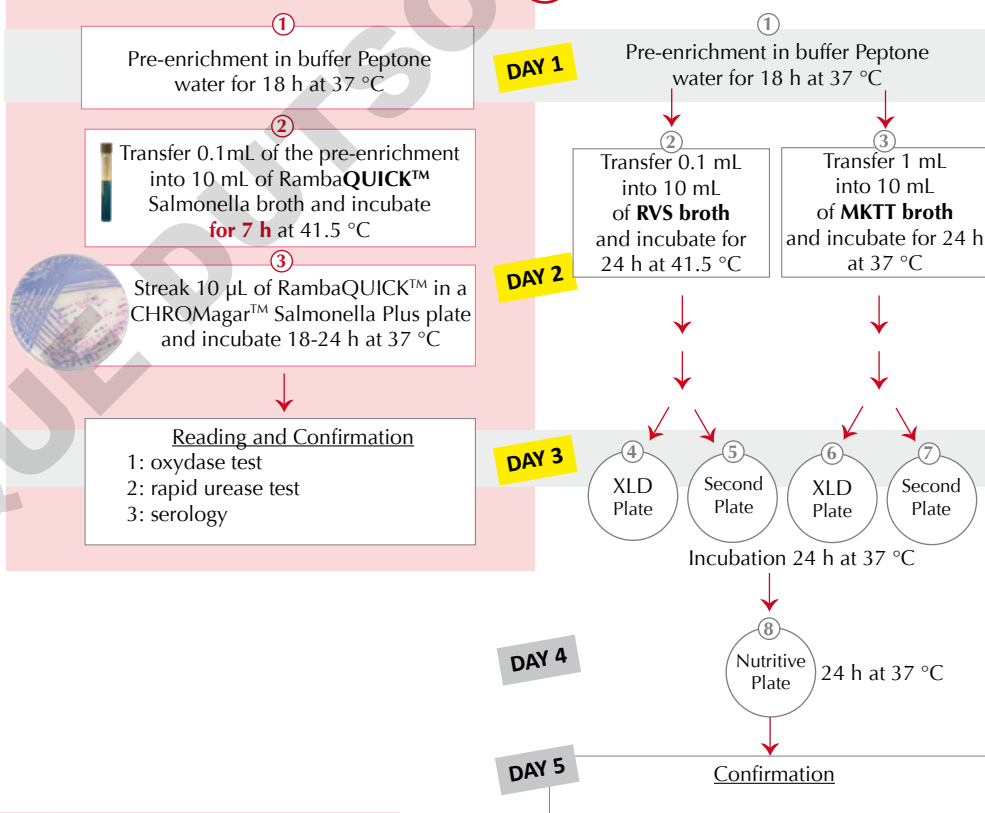 1
Pre-enrichment in buffer Peptone
water for 18 h at 37 °C
2
Transfer 0.1mL of the pre-enrichment
into 10 mL of RambaQUICK™
Salmonella broth and incubate
for 7 h at 41.5 °C
3
Streak 10 µL of RambaQUICK™ in a
CHROMagar™ Salmonella Plus plate
and incubate 18-24 h at 37 °C
Reading and Confirmation
1: oxydase test
2: rapid urease test
3: serology
DAY 1
DAY 2
DAY 3
DAY 4
DAY 5
1
Pre-enrichment in buffer Peptone
water for 18 h at 37 °C
2
Transfer 0.1 mL
into 10 mL
of RVS broth
and incubate for
24 h at 41.5 °C
3
Transfer 1 mL
into 10 mL
of MKTT broth
and incubate for 24 h
at 37 °C
4
XLD
Plate
5
Second
Plate
6
XLD
Plate
7
Second
Plate
Incubation 24 h at 37 °C
8
Nutritive
Plate
24 h at 37 °C
Confirmation
QUE DUTSO